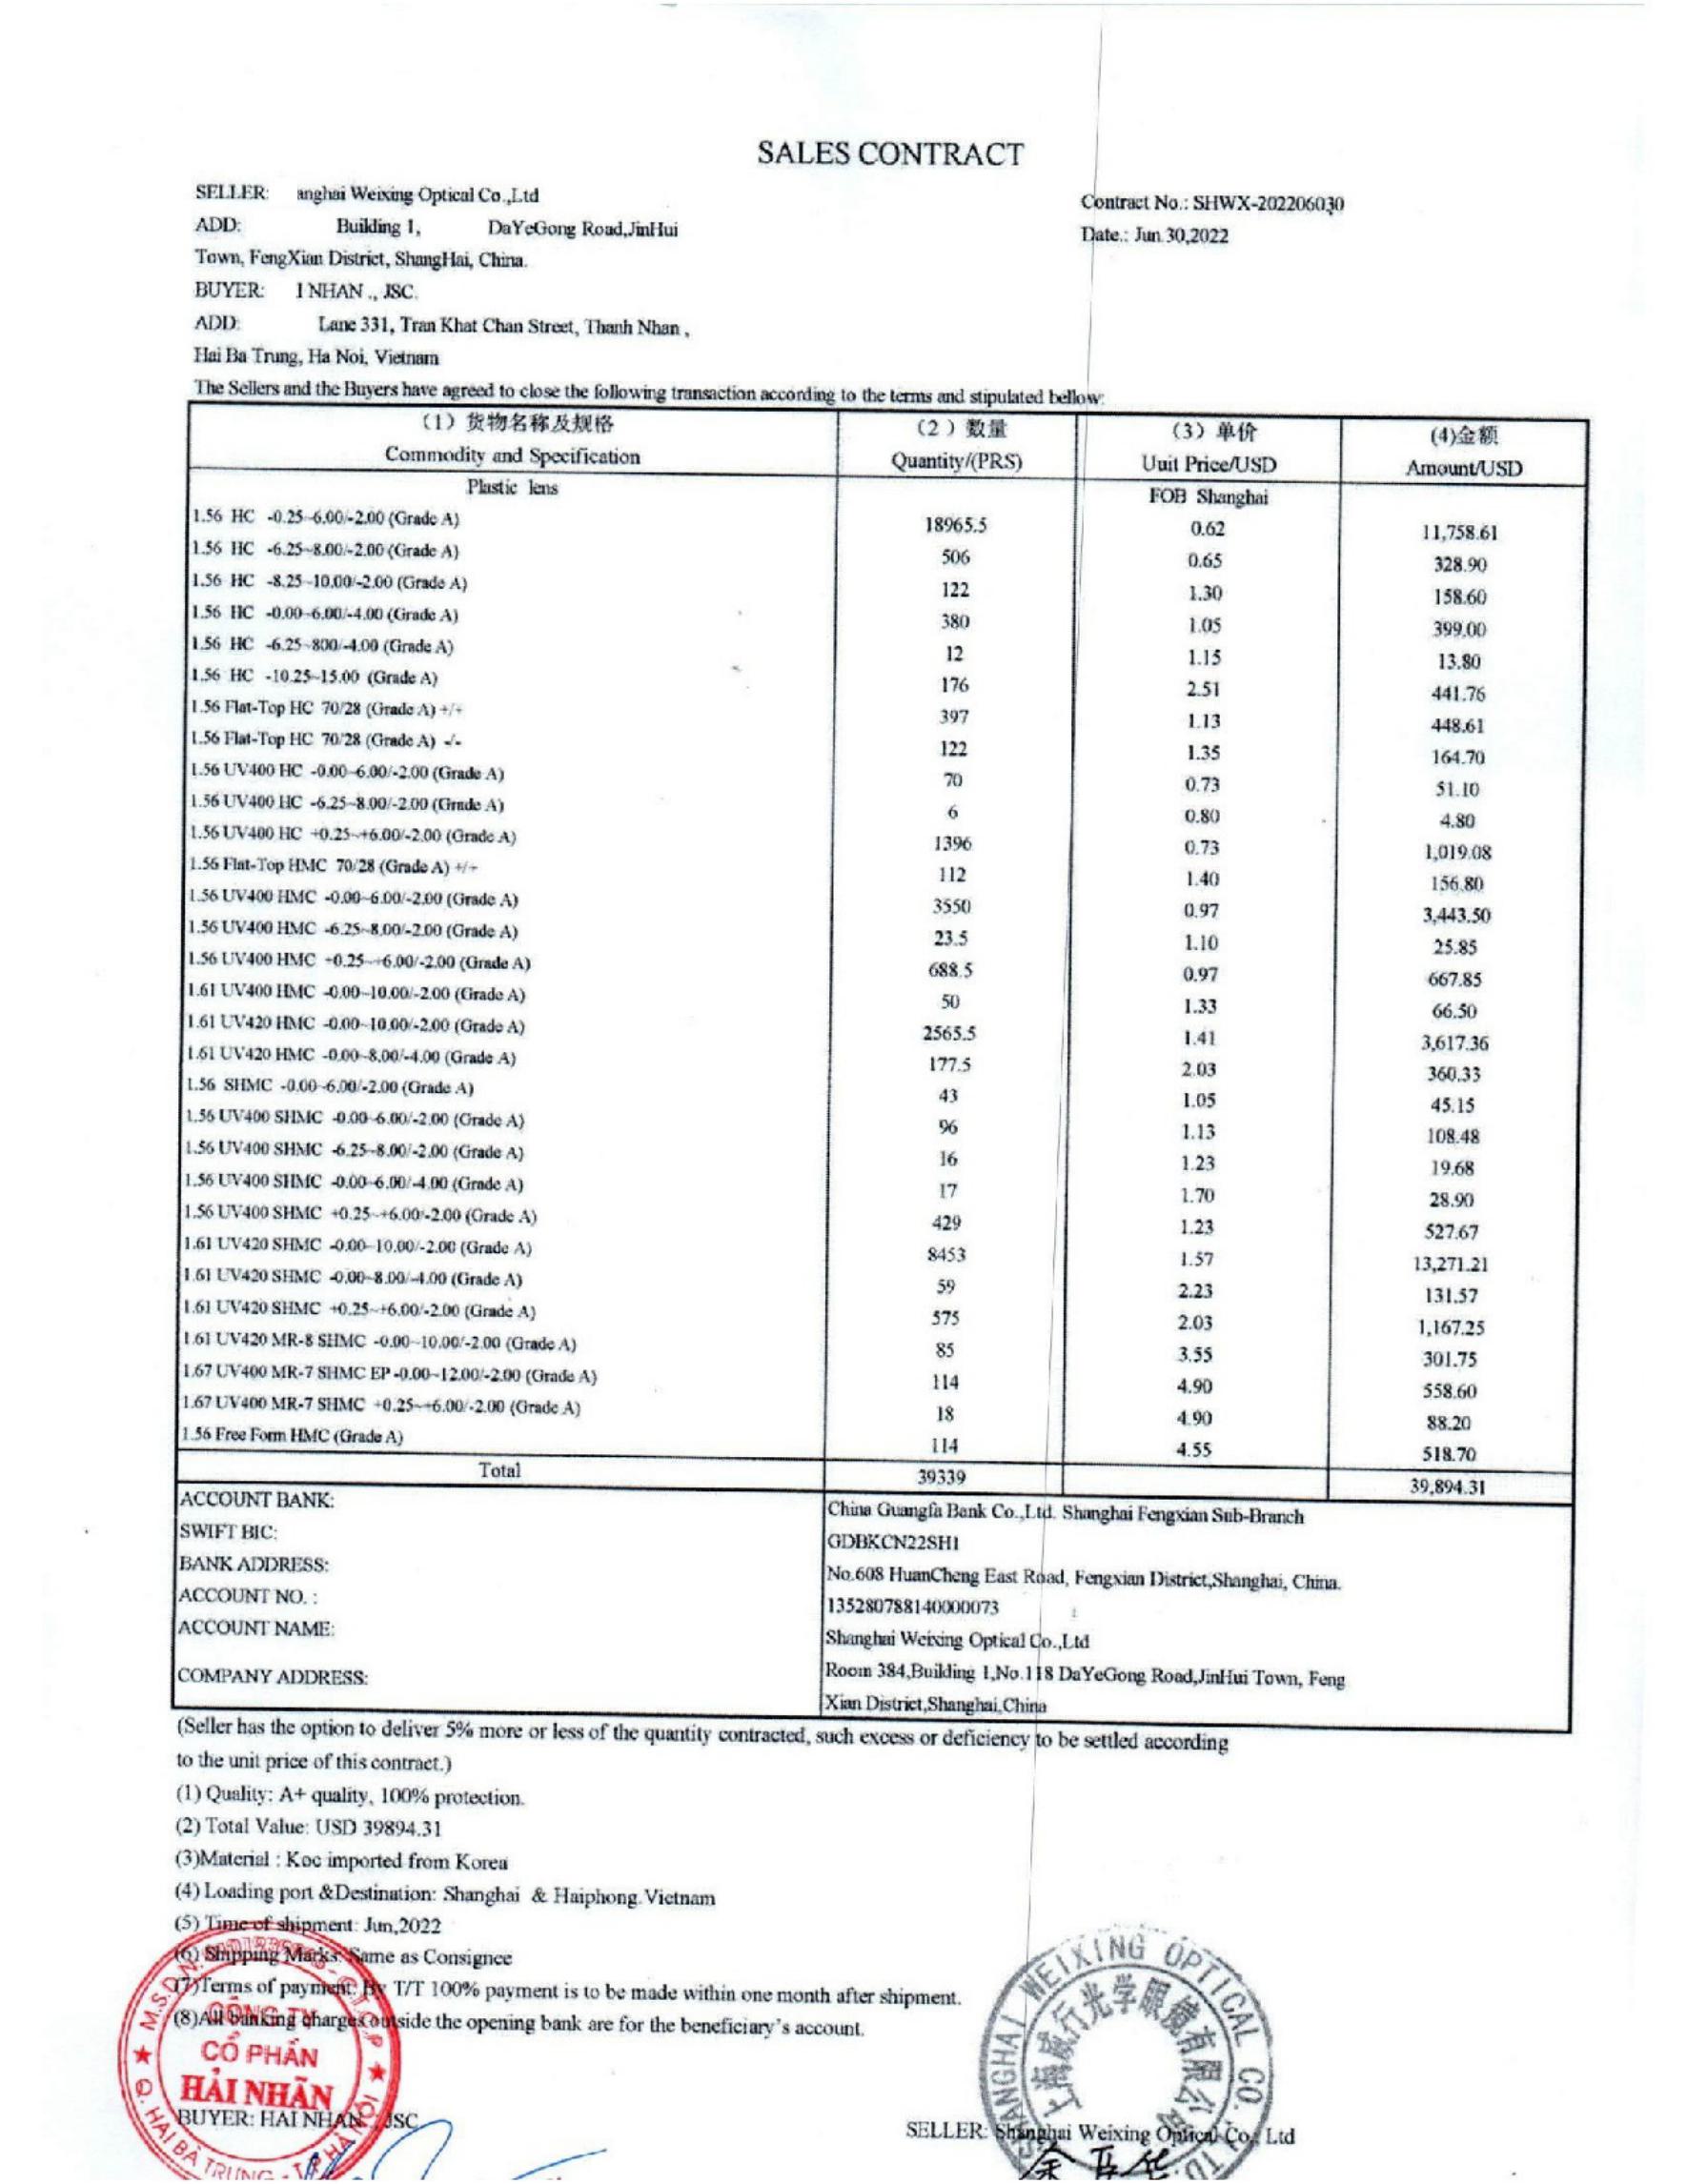 SALES CONTRACT
SELLER: anghai Weixing Optical Co.,Ltd
Contract No.: SHWX-202206030
ADD: Building 1, DaYeGong Road,JinHui
Date.: Jun.30,2022
Town, FengXian District, ShangHai, China.
BUYER: I NHAN ., JSC.
ADD: Lane 331, Tran Khat Chan Street, Thanh Nhan ,
Hai Ba Trung, Ha Noi, Vietnam
The Sellers and the Buyers have agreed to close the following transaction according to the terms and stipulated bellow:
(1) 货物名称及规格 (2) 数量 (3) 单价 (4)金额
Commodity and Specification Quantity/(PRS) Uuit Price/USD Amount/USD
Plastic lens FOB Shanghai
1.56 HC -0.25~6.00/-2.00 (Grade A) 18965.5 0.62 11,758.61
1.56 HC -6.25~8.00/-2.00 (Grade A) 506 0.65 328.90
1.56 HC -8.25~10.00/-2.00 (Grade A) 122 1.30 158.60
1.56 HC -0.00~6.00/-4.00 (Grade A) 380 1.05 399.00
1.56 HC -6.25~800/-4.00 (Grade A) 12 1.15 13.80
1.56 HC -10.25~15.00 (Grade A) 176 2.51 441.76
1.56 Flat-Top HC 70/28 (Grade A) +/+ 397 1.13 448.61
1.56 Flat-Top HC 70/28 (Grade A) -/- 122 1.35 164.70
1.56 UV400 HC -0.00~6.00/-2.00 (Grade A) 70 0.73 51.10
1.56 UV400 HC -6.25~8.00/-2.00 (Grade A) 6 0.80 4.80
1.56 UV400 HC +0.25~+6.00/-2.00 (Grade A) 1396 0.73 1,019.08
1.56 Flat-Top HMC 70/28 (Grade A) +/+ 112 1.40 156.80
1.56 UV400 HMC -0.00~6.00/-2.00 (Grade A) 3550 0.97 3,443.50
1.56 UV400 HMC -6.25~8.00/-2.00 (Grade A) 23.5 1.10 25.85
1.56 UV400 HMC +0.25~+6.00/-2.00 (Grade A) 688.5 0.97 667.85
1.61 UV400 HMC -0.00~10.00/-2.00 (Grade A) 50 1.33 66.50
1.61 UV420 HMC -0.00~10.00/-2.00 (Grade A) 2565.5 1.41 3,617.36
1.61 UV420 HMC -0.00~8.00/-4.00 (Grade A) 177.5 2.03 360.33
1.56 SHMC -0.00~6.00/-2.00 (Grade A) 43 1.05 45.15
1.56 UV400 SHMC -0.00~6.00/-2.00 (Grade A) 96 1.13 108.48
1.56 UV400 SHMC -6.25~8.00/-2.00 (Grade A) 16 1.23 19.68
1.56 UV400 SHMC -0.00~6.00/-4.00 (Grade A) 17 1.70 28.90
1.56 UV400 SHMC +0.25~+6.00/-2.00 (Grade A) 429 1.23 527.67
1.61 UV420 SHMC -0.00~10.00/-2.00 (Grade A) 8453 1.57 13,271.21
1.61 UV420 SHMC -0.00~8.00/-4.00 (Grade A) 59 2.23 131.57
1.61 UV420 SHMC +0.25~+6.00/-2.00 (Grade A) 575 2.03 1,167.25
1.61 UV420 MR-8 SHMC -0.00~10.00/-2.00 (Grade A) 85 3.55 301.75
1.67 UV400 MR-7 SHMC EP -0.00~12.00/-2.00 (Grade A) 114 4.90 558.60
1.67 UV400 MR-7 SHMC +0.25~+6.00/-2.00 (Grade A) 18 4.90 88.20
1.56 Free Form HMC (Grade A) 114 4.55 518.70
Total 39339 39,894.31
ACCOUNT BANK: China Guangfa Bank Co.,Ltd. Shanghai Fengxian Sub-Branch
SWIFT BIC: GDBKCN22SH1
BANK ADDRESS: No.608 HuanCheng East Road, Fengxian District,Shanghai, China.
ACCOUNT NO. : 135280788140000073
ACCOUNT NAME: Shanghai Weixing Optical Co.,Ltd
COMPANY ADDRESS: Room 384,Building 1,No.118 DaYeGong Road,JinHui Town, Feng
Xian District,Shanghai,China
(Seller has the option to deliver 5% more or less of the quantity contracted, such excess or deficiency to be settled according
to the unit price of this contract.)
(1) Quality: A+ quality, 100% protection.
(2) Total Value: USD 39894.31
(3)Material : Koc imported from Korea
(4) Loading port &Destination: Shanghai & Haiphong.Vietnam
(5) Time of shipment: Jun,2022
(6) Shipping Marks: Same as Consignee
(7)Terms of payment: By T/T 100% payment is to be made within one month after shipment.
(8)All banking charges outside the opening bank are for the beneficiary's account.
CÔNG TY
CỔ PHẦN
HẢI NHÃN
Q. HAI BÀ TRƯNG - T.P HÀ NỘI
SHANGHAI WEIXING OPTICAL CO. LTD.
上海威行光学眼镜有限公司
BUYER: HAI NHAN ., JSC
SELLER: Shanghai Weixing Optical Co., Ltd